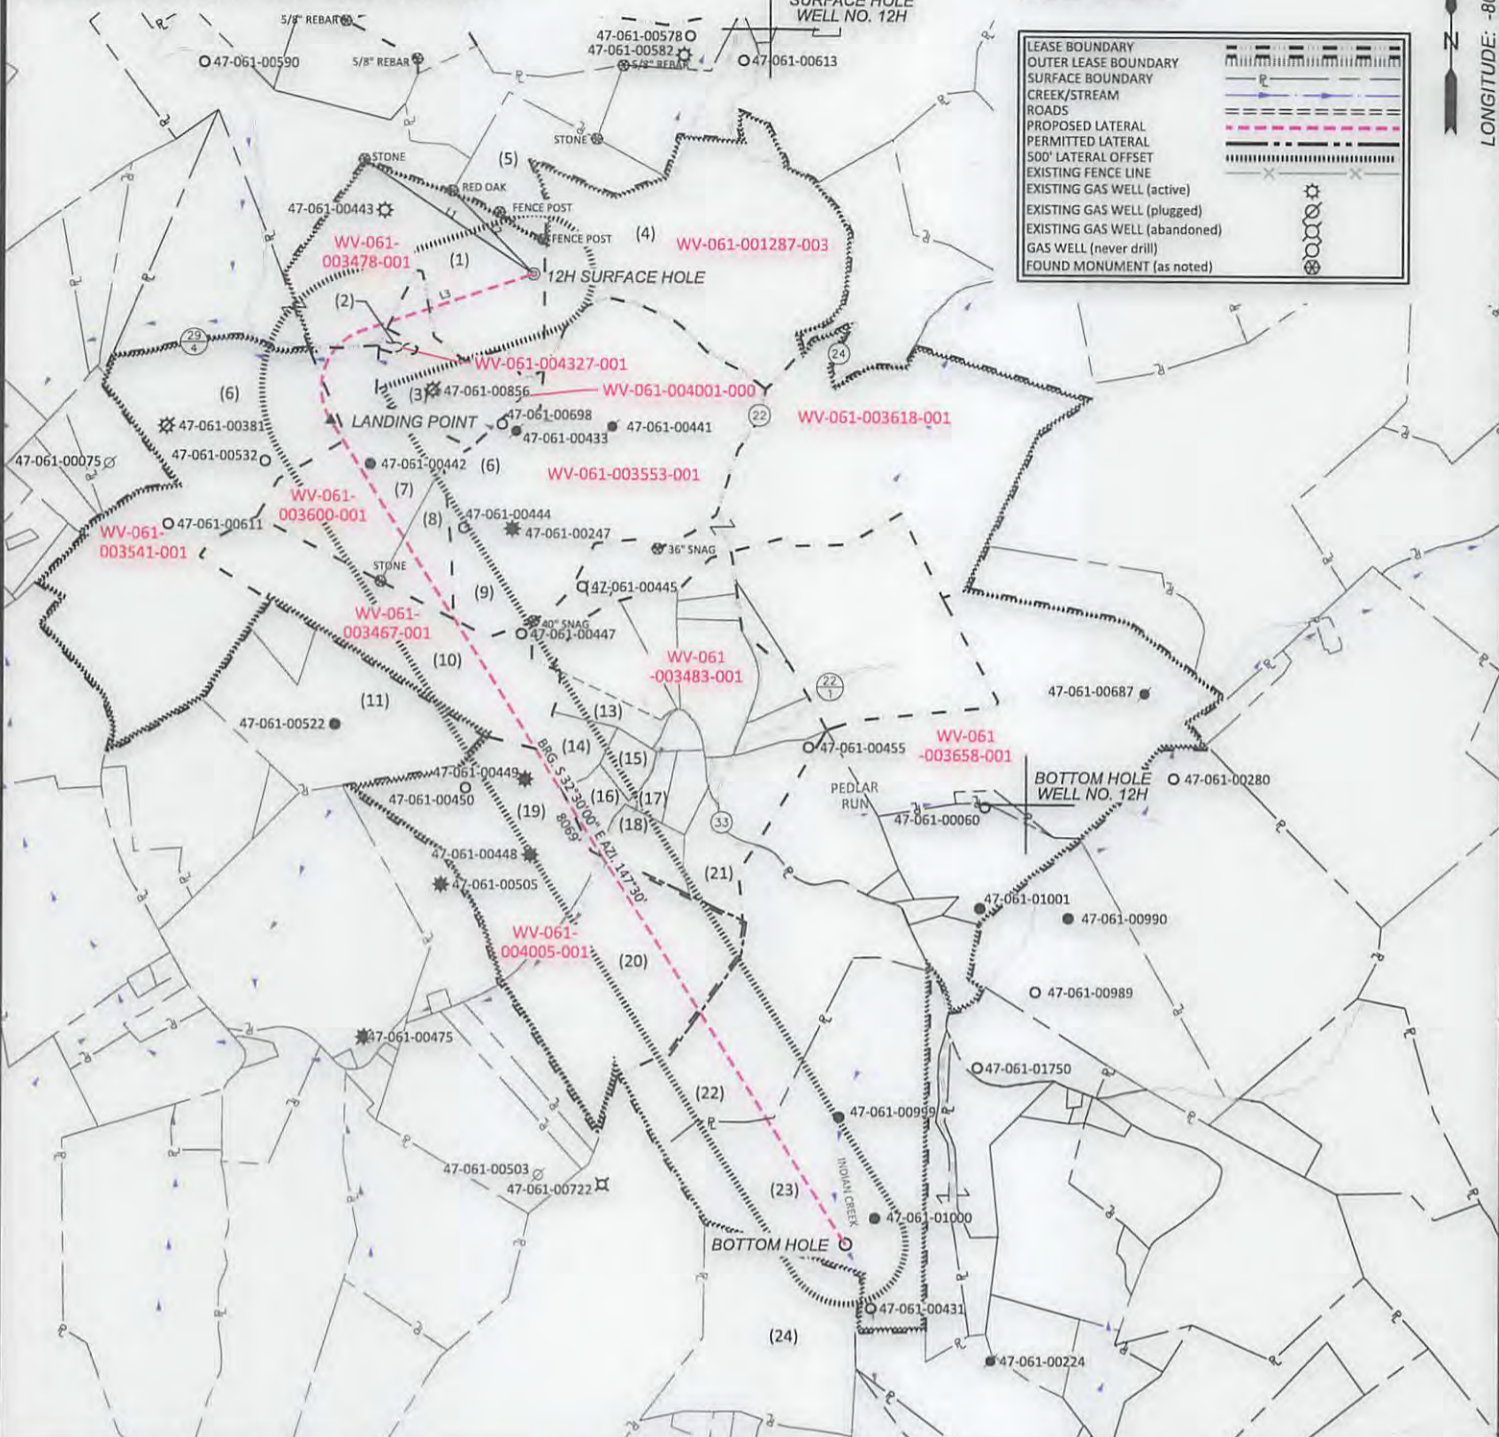 SURFACE HOLE
WELL NO. 12H
5/8" REBAR
47-061-00590
5/8" REBAR
47-061-00578
47-061-00582
5/8" REBAR
47-061-00613
LEASE BOUNDARY
OUTER LEASE BOUNDARY
SURFACE BOUNDARY
CREEK/STREAM
ROADS
PROPOSED LATERAL
PERMITTED LATERAL
500' LATERAL OFFSET
EXISTING FENCE LINE
EXISTING GAS WELL (active)
EXISTING GAS WELL (plugged)
EXISTING GAS WELL (abandoned)
GAS WELL (never drill)
FOUND MONUMENT (as noted)
N
STONE
STONE
(5)
RED OAK
47-061-00443
FENCE POST
FENCE POST
(4)
WV-061-001287-003
WV-061-
003478-001
(1)
L1
12H SURFACE HOLE
(2)
L3
29
4
WV-061-004327-001
24
(6)
(3)
47-061-00856
WV-061-004001-000
LANDING POINT
47-061-00698
22
WV-061-003618-001
47-061-00381
47-061-00433
47-061-00441
47-061-00075
47-061-00532
47-061-00442
(6)
WV-061-003553-001
(7)
WV-061-
003600-001
47-061-00611
WV-061-
003541-001
(8)
47-061-00444
47-061-00247
36" SNAG
STONE
(9)
47-061-00445
WV-061-
003467-001
40" SNAG
47-061-00447
(10)
WV-061
-003483-001
22
1
47-061-00687
(11)
47-061-00522
(13)
(14)
(15)
47-061-00455
WV-061
-003658-001
47-061-00449
47-061-00450
BRG. S 32°30'00" E AZI. 147°30'
8069'
(16)
(17)
(18)
(19)
33
PEDLAR
RUN
BOTTOM HOLE
WELL NO. 12H
47-061-00280
47-061-00060
47-061-00448
47-061-00505
(21)
47-061-01001
47-061-00990
WV-061-
004005-001
(20)
47-061-00989
47-061-00475
47-061-01750
(22)
47-061-00999
47-061-00503
47-061-00722
(23)
INDIAN CREEK
47-061-01000
BOTTOM HOLE
47-061-00431
(24)
47-061-00224